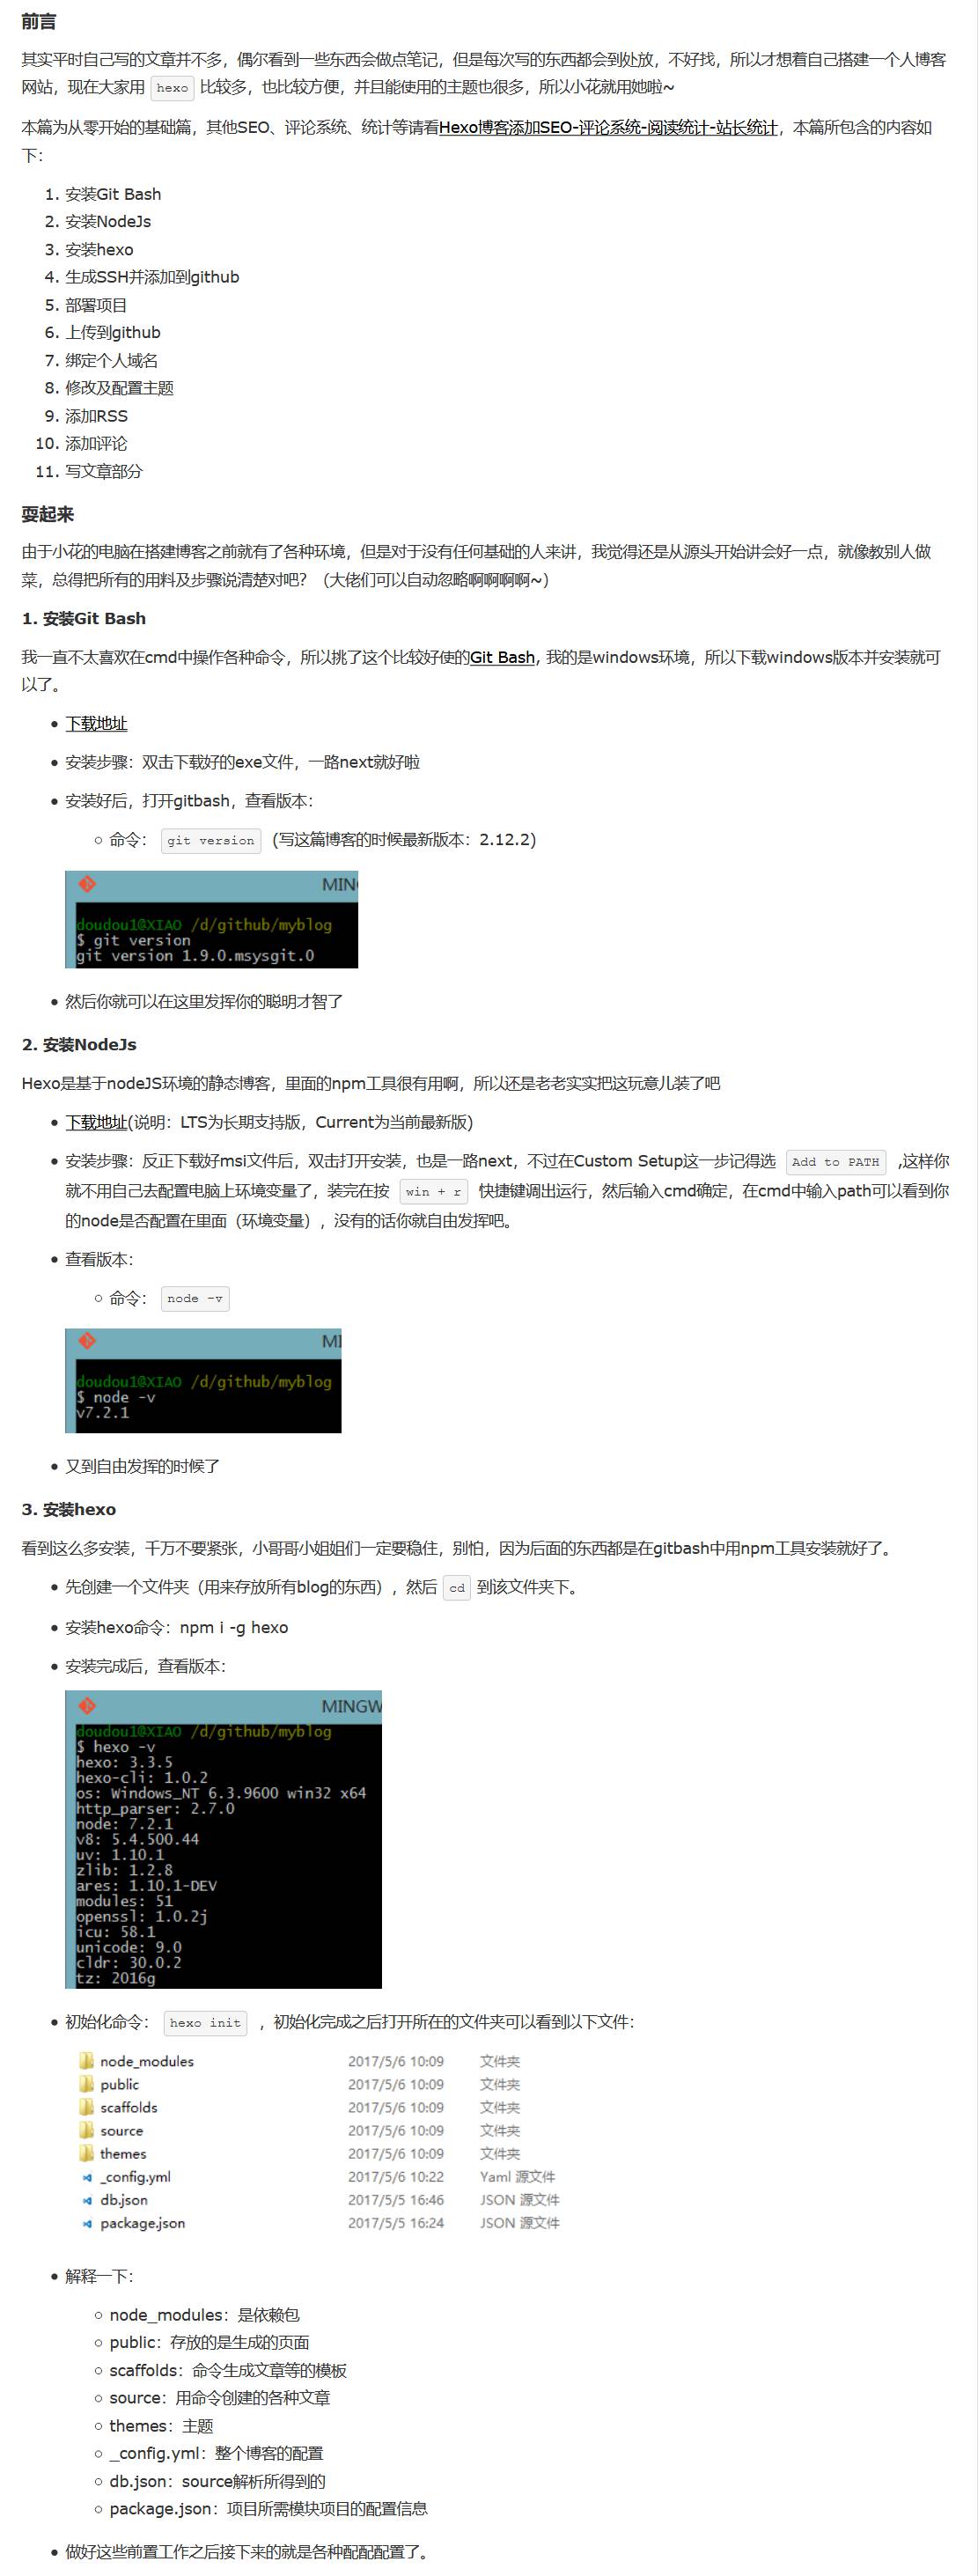 前言
其实平时自己写的文章并不多，偶尔看到一些东西会做点笔记，但是每次写的东西都会到处放，不好找，所以才想着自己搭建一个人博客
网站，现在大家用 hexo 比较多，也比较方便，并且能使用的主题也很多，所以小花就用她啦~
本篇为从零开始的基础篇，其他SEO、评论系统、统计等请看Hexo博客添加SEO-评论系统-阅读统计-站长统计，本篇所包含的内容如
下：
1. 安装Git Bash
2. 安装NodeJs
3. 安装hexo
4. 生成SSH并添加到github
5. 部署项目
6. 上传到github
7. 绑定个人域名
8. 修改及配置主题
9. 添加RSS
10. 添加评论
11. 写文章部分
耍起来
由于小花的电脑在搭建博客之前就有了各种环境，但是对于没有任何基础的人来讲，我觉得还是从源头开始讲会好一点，就像教别人做
菜，总得把所有的用料及步骤说清楚对吧？（大佬们可以自动忽略啊啊啊啊~）
1. 安装Git Bash
我一直不太喜欢在cmd中操作各种命令，所以挑了这个比较好使的Git Bash, 我的是windows环境，所以下载windows版本并安装就可
以了。
下载地址
安装步骤：双击下载好的exe文件，一路next就好啦
安装好后，打开gitbash，查看版本：
命令： git version (写这篇博客的时候最新版本：2.12.2)
MING
doudou1@XIAO /d/github/myblog
$ git version
git version 1.9.0.msysgit.0
然后你就可以在这里发挥你的聪明才智了
2. 安装NodeJs
Hexo是基于nodeJS环境的静态博客，里面的npm工具很有用啊，所以还是老老实实把这玩意儿装了吧
下载地址(说明：LTS为长期支持版，Current为当前最新版)
安装步骤：反正下载好msi文件后，双击打开安装，也是一路next，不过在Custom Setup这一步记得选 Add to PATH ,这样你
就不用自己去配置电脑上环境变量了，装完在按 win + r 快捷键调出运行，然后输入cmd确定，在cmd中输入path可以看到你
的node是否配置在里面（环境变量），没有的话你就自由发挥吧。
查看版本：
命令： node -v
MI
doudou1@XIAO /d/github/myblog
$ node -v
v7.2.1
又到自由发挥的时候了
3. 安装hexo
看到这么多安装，千万不要紧张，小哥哥小姐姐们一定要稳住，别怕，因为后面的东西都是在gitbash中用npm工具安装就好了。
先创建一个文件夹（用来存放所有blog的东西），然后 cd 到该文件夹下。
安装hexo命令：npm i -g hexo
安装完成后，查看版本：
MINGW
doudou1@XIAO /d/github/myblog
$ hexo -v
hexo: 3.3.5
hexo-cli: 1.0.2
os: Windows_NT 6.3.9600 win32 x64
http_parser: 2.7.0
node: 7.2.1
v8: 5.4.500.44
uv: 1.10.1
zlib: 1.2.8
ares: 1.10.1-DEV
modules: 51
openssl: 1.0.2j
icu: 58.1
unicode: 9.0
cldr: 30.0.2
tz: 2016g
初始化命令： hexo init ，初始化完成之后打开所在的文件夹可以看到以下文件：
node_modules 2017/5/6 10:09 文件夹
public 2017/5/6 10:09 文件夹
scaffolds 2017/5/6 10:09 文件夹
source 2017/5/6 10:09 文件夹
themes 2017/5/6 10:09 文件夹
_config.yml 2017/5/6 10:22 Yaml 源文件
db.json 2017/5/5 16:46 JSON 源文件
package.json 2017/5/5 16:24 JSON 源文件
解释一下：
node_modules：是依赖包
public：存放的是生成的页面
scaffolds：命令生成文章等的模板
source：用命令创建的各种文章
themes：主题
_config.yml：整个博客的配置
db.json：source解析所得到的
package.json：项目所需模块项目的配置信息
做好这些前置工作之后接下来的就是各种配配配置了。